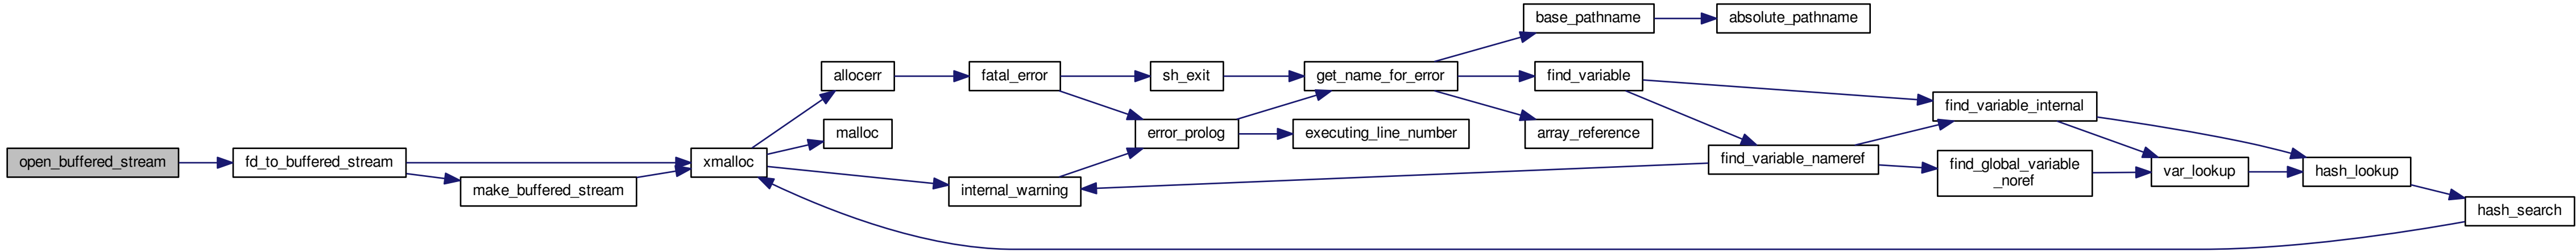 open_buffered_stream
fd_to_buffered_stream
make_buffered_stream
xmalloc
allocerr
malloc
internal_warning
fatal_error
sh_exit
error_prolog
get_name_for_error
executing_line_number
base_pathname
absolute_pathname
find_variable
array_reference
find_variable_nameref
find_variable_internal
find_global_variable
_noref
var_lookup
hash_lookup
hash_search